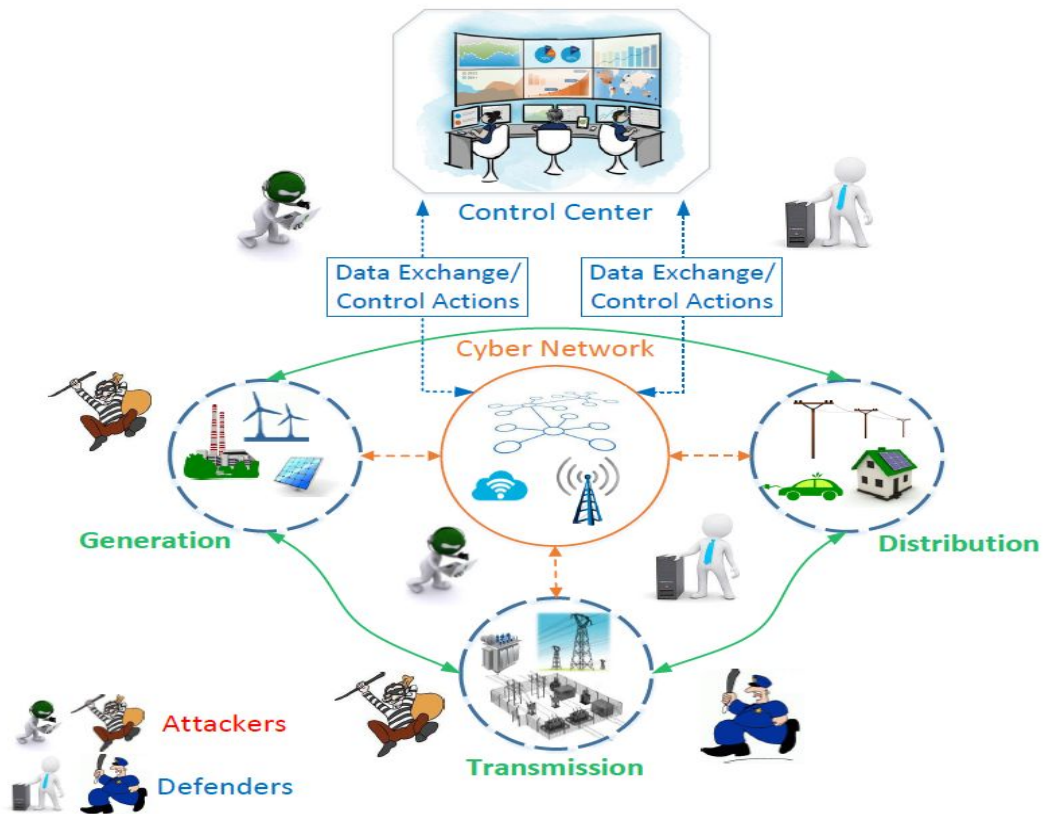 Control Center
Data Exchange/
Control Actions
Data Exchange/
Control Actions
Cyber Network
Generation
Distribution
Transmission
Attackers
Defenders